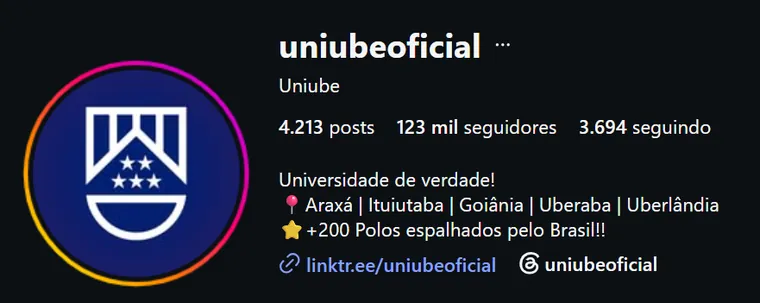 uniubeoficial ...
Uniube
4.213 posts 123 mil seguidores 3.694 seguindo
Universidade de verdade!
📍Araxá | Ituiutaba | Goiânia | Uberaba | Uberlândia
⭐+200 Polos espalhados pelo Brasil!!
linktr.ee/uniubeoficial uniubeoficial